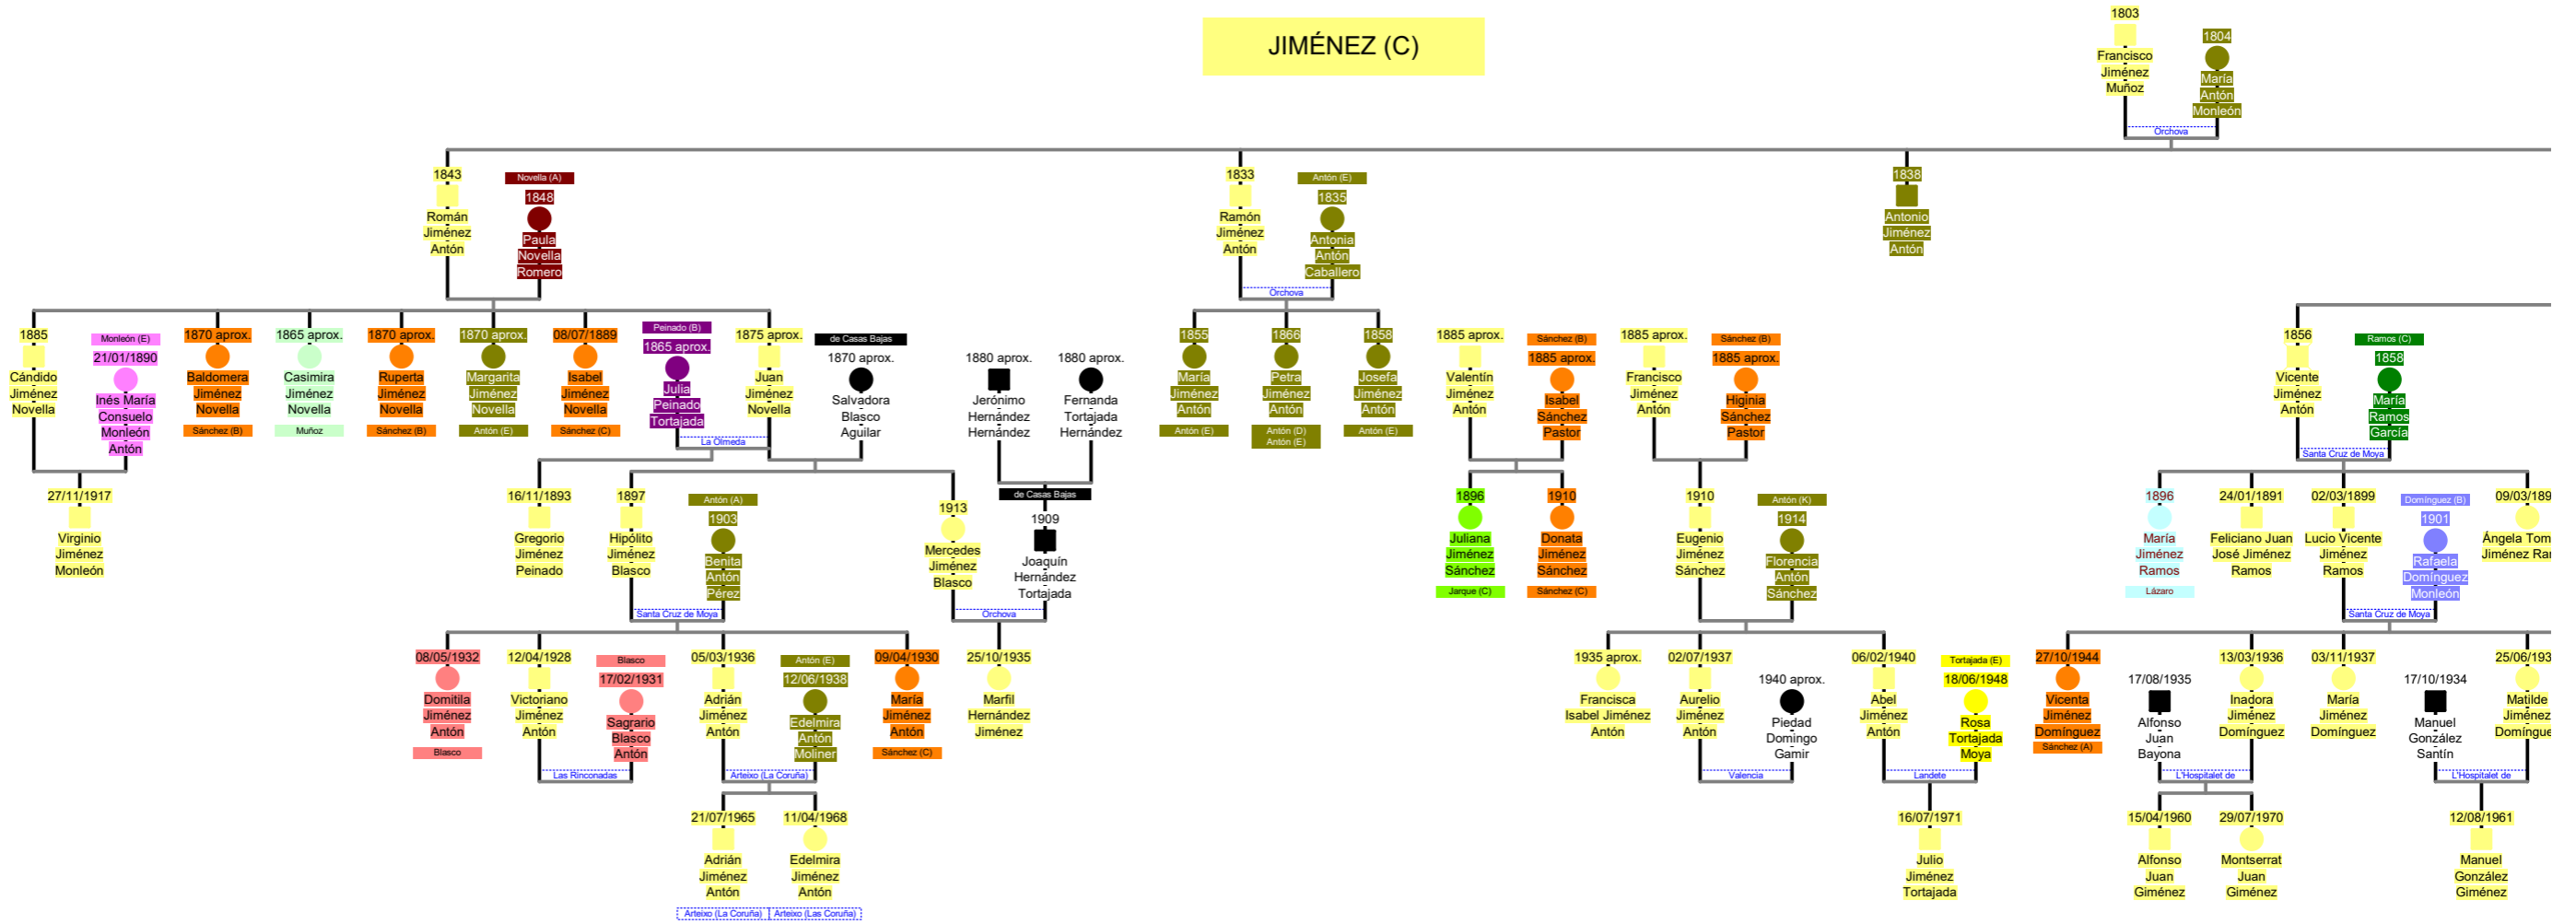 JIMÉNEZ (C)
1803
Francisco
Jiménez
Muñoz
1804
María
Antón
Monleón
Orchova
1843
Román
Jiménez
Antón
Novella (A)
1848
Paula
Novella
Romero
1833
Ramón
Jiménez
Antón
Antón (E)
1835
Antonia
Antón
Caballero
Orchova
1838
Antonio
Jiménez
Antón
1885
Cándido
Jiménez
Novella
Monleón (E)
21/01/1890
Inés María
Consuelo
Monleón
Antón
1870 aprox.
Baldomera
Jiménez
Novella
Sánchez (B)
1865 aprox.
Casimira
Jiménez
Novella
Muñoz
1870 aprox.
Ruperta
Jiménez
Novella
Sánchez (B)
1870 aprox.
Margarita
Jiménez
Novella
Antón (E)
08/07/1889
Isabel
Jiménez
Novella
Sánchez (C)
Peinado (B)
1865 aprox.
Julia
Peinado
Tortajada
La Olmeda
1875 aprox.
Juan
Jiménez
Novella
de Casas Bajas
1870 aprox.
Salvadora
Blasco
Aguilar
1880 aprox.
Jerónimo
Hernández
Hernández
1880 aprox.
Fernanda
Tortajada
Hernández
1855
María
Jiménez
Antón
Antón (E)
1866
Petra
Jiménez
Antón
Antón (D)
Antón (E)
1858
Josefa
Jiménez
Antón
Antón (E)
1885 aprox.
Valentín
Jiménez
Antón
Sánchez (B)
1885 aprox.
Isabel
Sánchez
Pastor
1885 aprox.
Francisco
Jiménez
Antón
Sánchez (B)
1885 aprox.
Higinia
Sánchez
Pastor
1856
Vicente
Jiménez
Antón
Ramos (C)
1858
María
Ramos
García
Santa Cruz de Moya
27/11/1917
Virginio
Jiménez
Monleón
16/11/1893
Gregorio
Jiménez
Peinado
1897
Hipólito
Jiménez
Blasco
Antón (A)
1903
Benita
Antón
Pérez
Santa Cruz de Moya
1913
Mercedes
Jiménez
Blasco
de Casas Bajas
1909
Joaquín
Hernández
Tortajada
Orchova
1896
Juliana
Jiménez
Sánchez
Jarque (C)
1910
Donata
Jiménez
Sánchez
Sánchez (C)
1910
Eugenio
Jiménez
Sánchez
Antón (K)
1914
Florencia
Antón
Sánchez
1896
María
Jiménez
Ramos
Lázaro
24/01/1891
Feliciano Juan
José Jiménez
Ramos
02/03/1899
Lucio Vicente
Jiménez
Ramos
Domínguez (B)
1901
Rafaela
Domínguez
Monleón
Santa Cruz de Moya
09/03/189
Ángela Tom
Jiménez Ram
08/05/1932
Domitila
Jiménez
Antón
Blasco
12/04/1928
Victoriano
Jiménez
Antón
Blasco
17/02/1931
Sagrario
Blasco
Antón
Las Rinconadas
05/03/1936
Adrián
Jiménez
Antón
Antón (E)
12/06/1938
Edelmira
Antón
Moliner
Arteixo (La Coruña)
09/04/1930
María
Jiménez
Antón
Sánchez (C)
25/10/1935
Marfil
Hernández
Jiménez
1935 aprox.
Francisca
Isabel Jiménez
Antón
02/07/1937
Aurelio
Jiménez
Antón
1940 aprox.
Piedad
Domingo
Gamir
Valencia
06/02/1940
Abel
Jiménez
Antón
Tortajada (E)
18/06/1948
Rosa
Tortajada
Moya
Landete
27/10/1944
Vicenta
Jiménez
Domínguez
Sánchez (A)
17/08/1935
Alfonso
Juan
Bayona
13/03/1936
Inadora
Jiménez
Domínguez
L'Hospitalet de
03/11/1937
María
Jiménez
Domínguez
17/10/1934
Manuel
González
Santín
25/06/193
Matilde
Jiménez
Domíngue
L'Hospitalet de
21/07/1965
Adrián
Jiménez
Antón
Arteixo (La Coruña)
11/04/1968
Edelmira
Jiménez
Antón
Arteixo (Las Coruña)
16/07/1971
Julio
Jiménez
Tortajada
15/04/1960
Alfonso
Juan
Giménez
29/07/1970
Montserrat
Juan
Giménez
12/08/1961
Manuel
González
Giménez